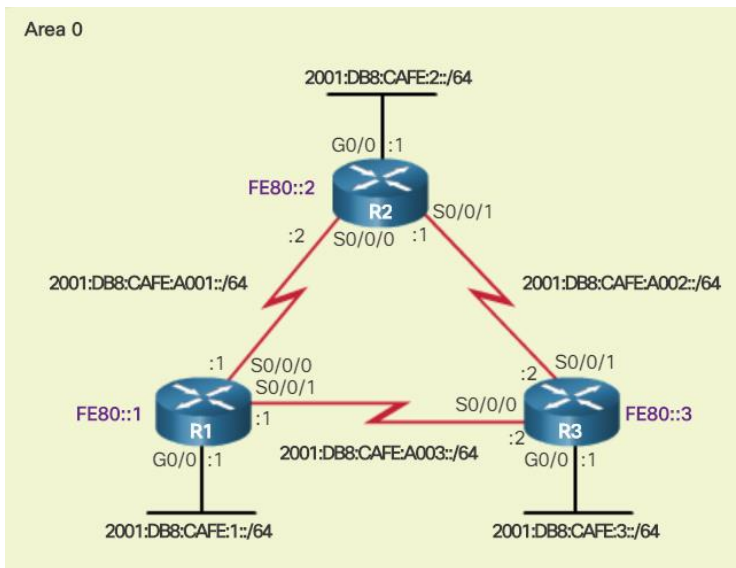 Area 0
2001:DB8:CAFE:2::/64
G0/0 :1
FE80::2
R2
S0/0/1
:2 S0/0/0 :1
2001:DB8:CAFE:A001::/64
2001:DB8:CAFE:A002::/64
:1 S0/0/0
S0/0/1
:2 S0/0/1
FE80::1
R1
:1
S0/0/0
:2
R3
FE80::3
G0/0 :1
2001:DB8:CAFE:A003::/64
G0/0 :1
2001:DB8:CAFE:1::/64
2001:DB8:CAFE:3::/64